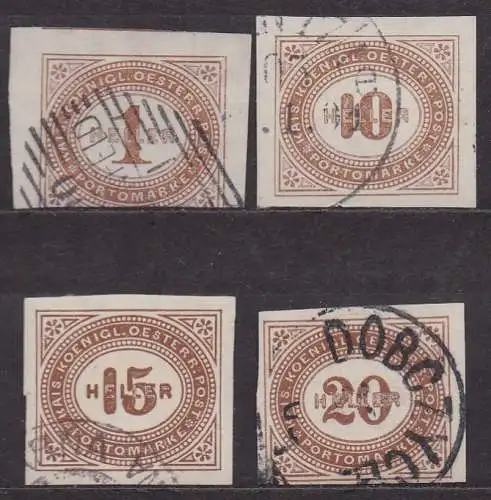 KAIS. KOENIGL. OESTERR. POST
1
HELLER
PORTOMARKE
KAIS. KOENIGL. OESTERR. POST
10
HELLER
PORTOMARKE
KAIS. KOENIGL. OESTERR. POST
15
HELLER
PORTOMARKE
KAIS. KOENIGL. OESTERR. POST
20
HELLER
PORTOMARKE
DOBO